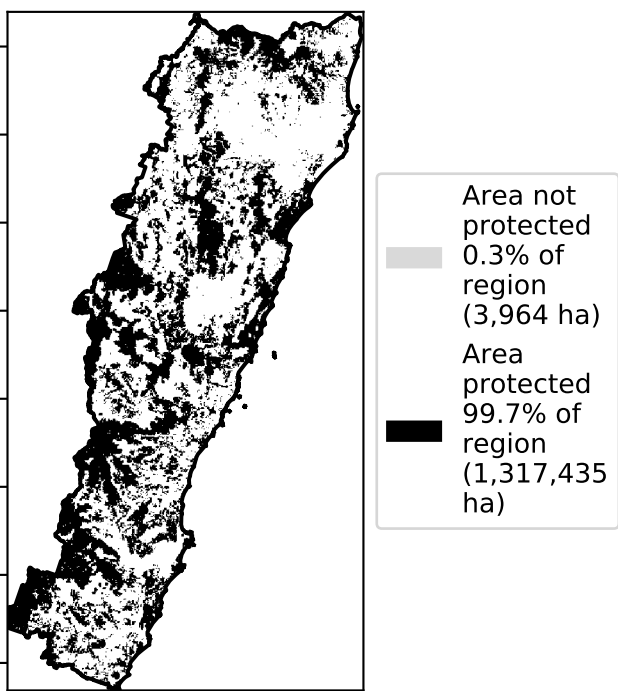 Area not
protected
0.3% of
region
(3,964 ha)
Area
protected
99.7% of
region
(1,317,435
ha)